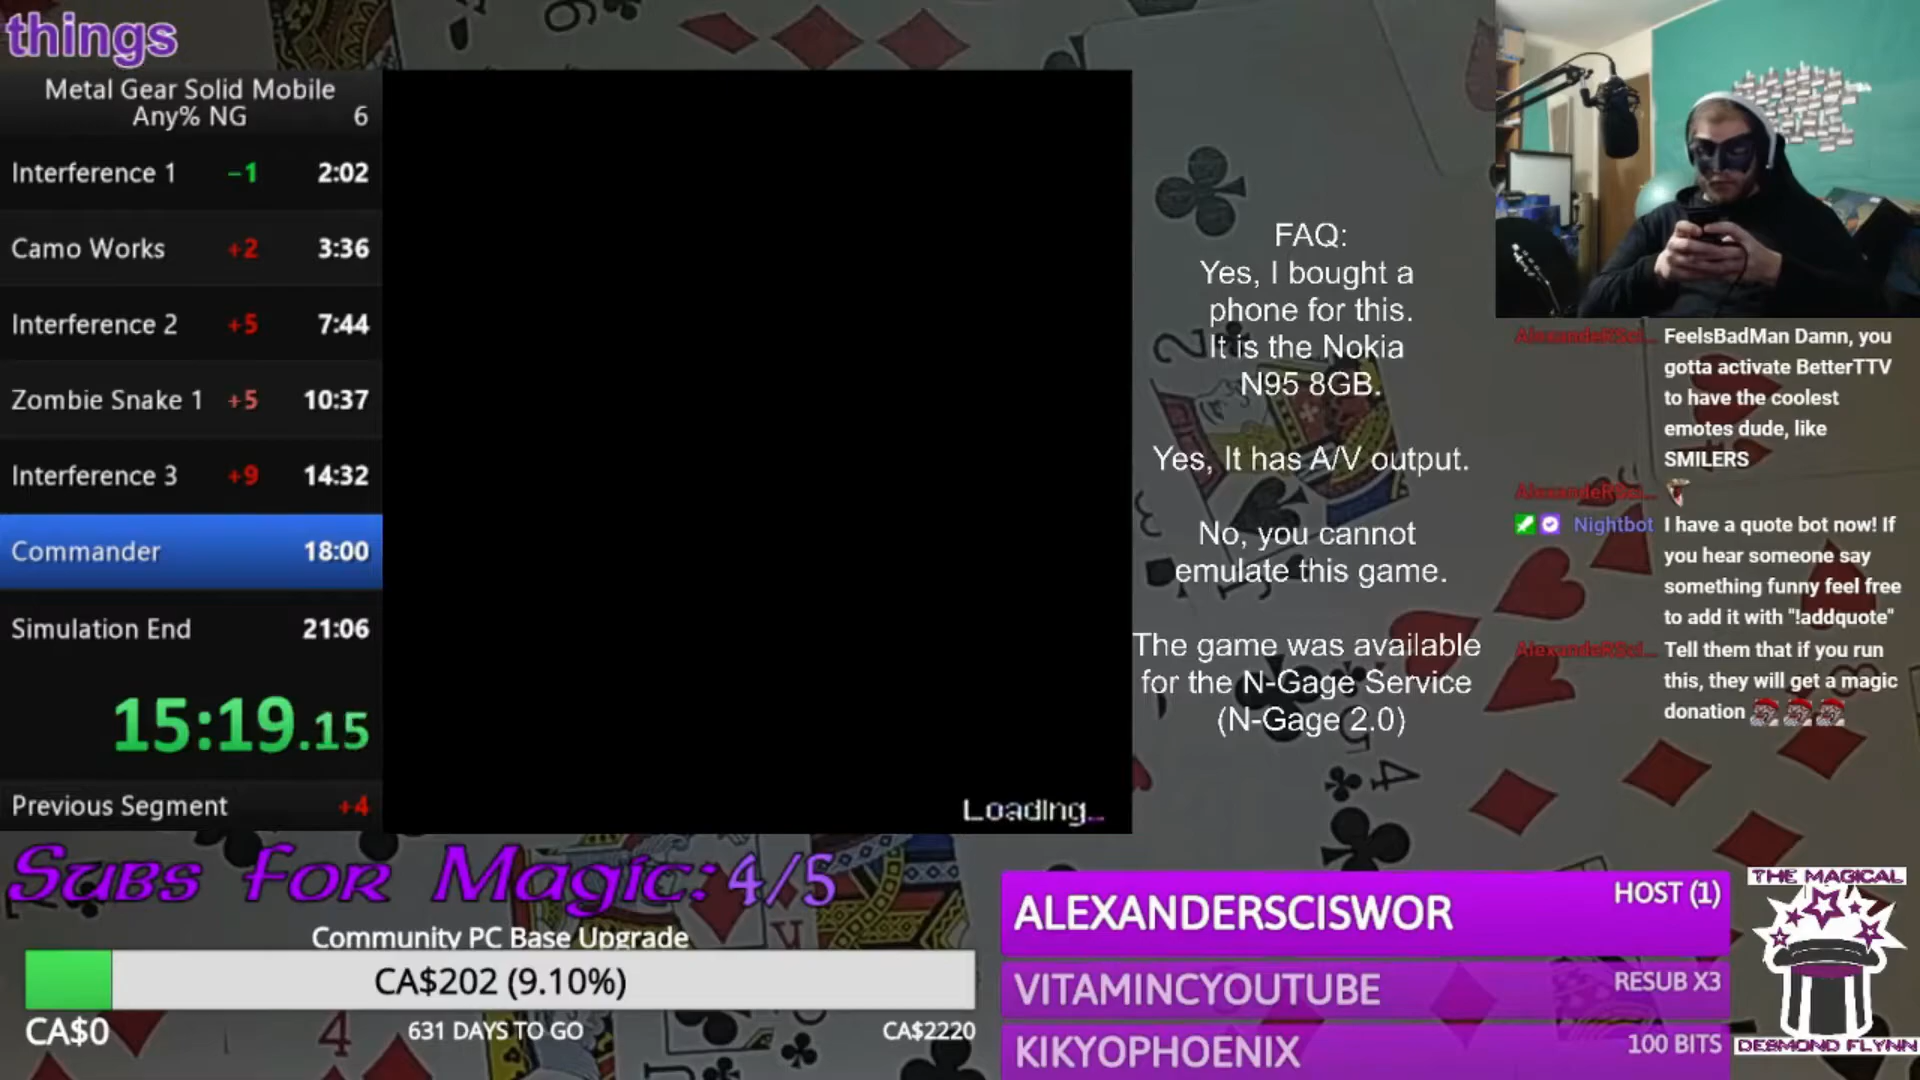 things
Metal Gear Solid Mobile
Any% NG 6
Interference 1 -1 2:02
Camo Works +2 3:36
Interference 2 +5 7:44
Zombie Snake 1 +5 10:37
Interference 3 +9 14:32
Commander 18:00
Simulation End 21:06
15:19.15
Previous Segment +4
Loading...
FAQ:
Yes, I bought a
phone for this.
It is the Nokia
N95 8GB.
Yes, It has A/V output.
No, you cannot
emulate this game.
The game was available
for the N-Gage Service
(N-Gage 2.0)
AlexandeRSci... FeelsBadMan Damn, you
gotta activate BetterTTV
to have the coolest
emotes dude, like
SMILERS
AlexandeRSci...
Nightbot I have a quote bot now! If
you hear someone say
something funny feel free
to add it with "!addquote"
AlexandeRSci... Tell them that if you run
this, they will get a magic
donation
Subs for Magic: 4/5
Community PC Base Upgrade
CA$202 (9.10%)
CA$0 631 DAYS TO GO CA$2220
ALEXANDERSCISWOR HOST (1)
VITAMINCYOUTUBE RESUB X3
KIKYOPHOENIX 100 BITS
THE MAGICAL
DESMOND FLYNN